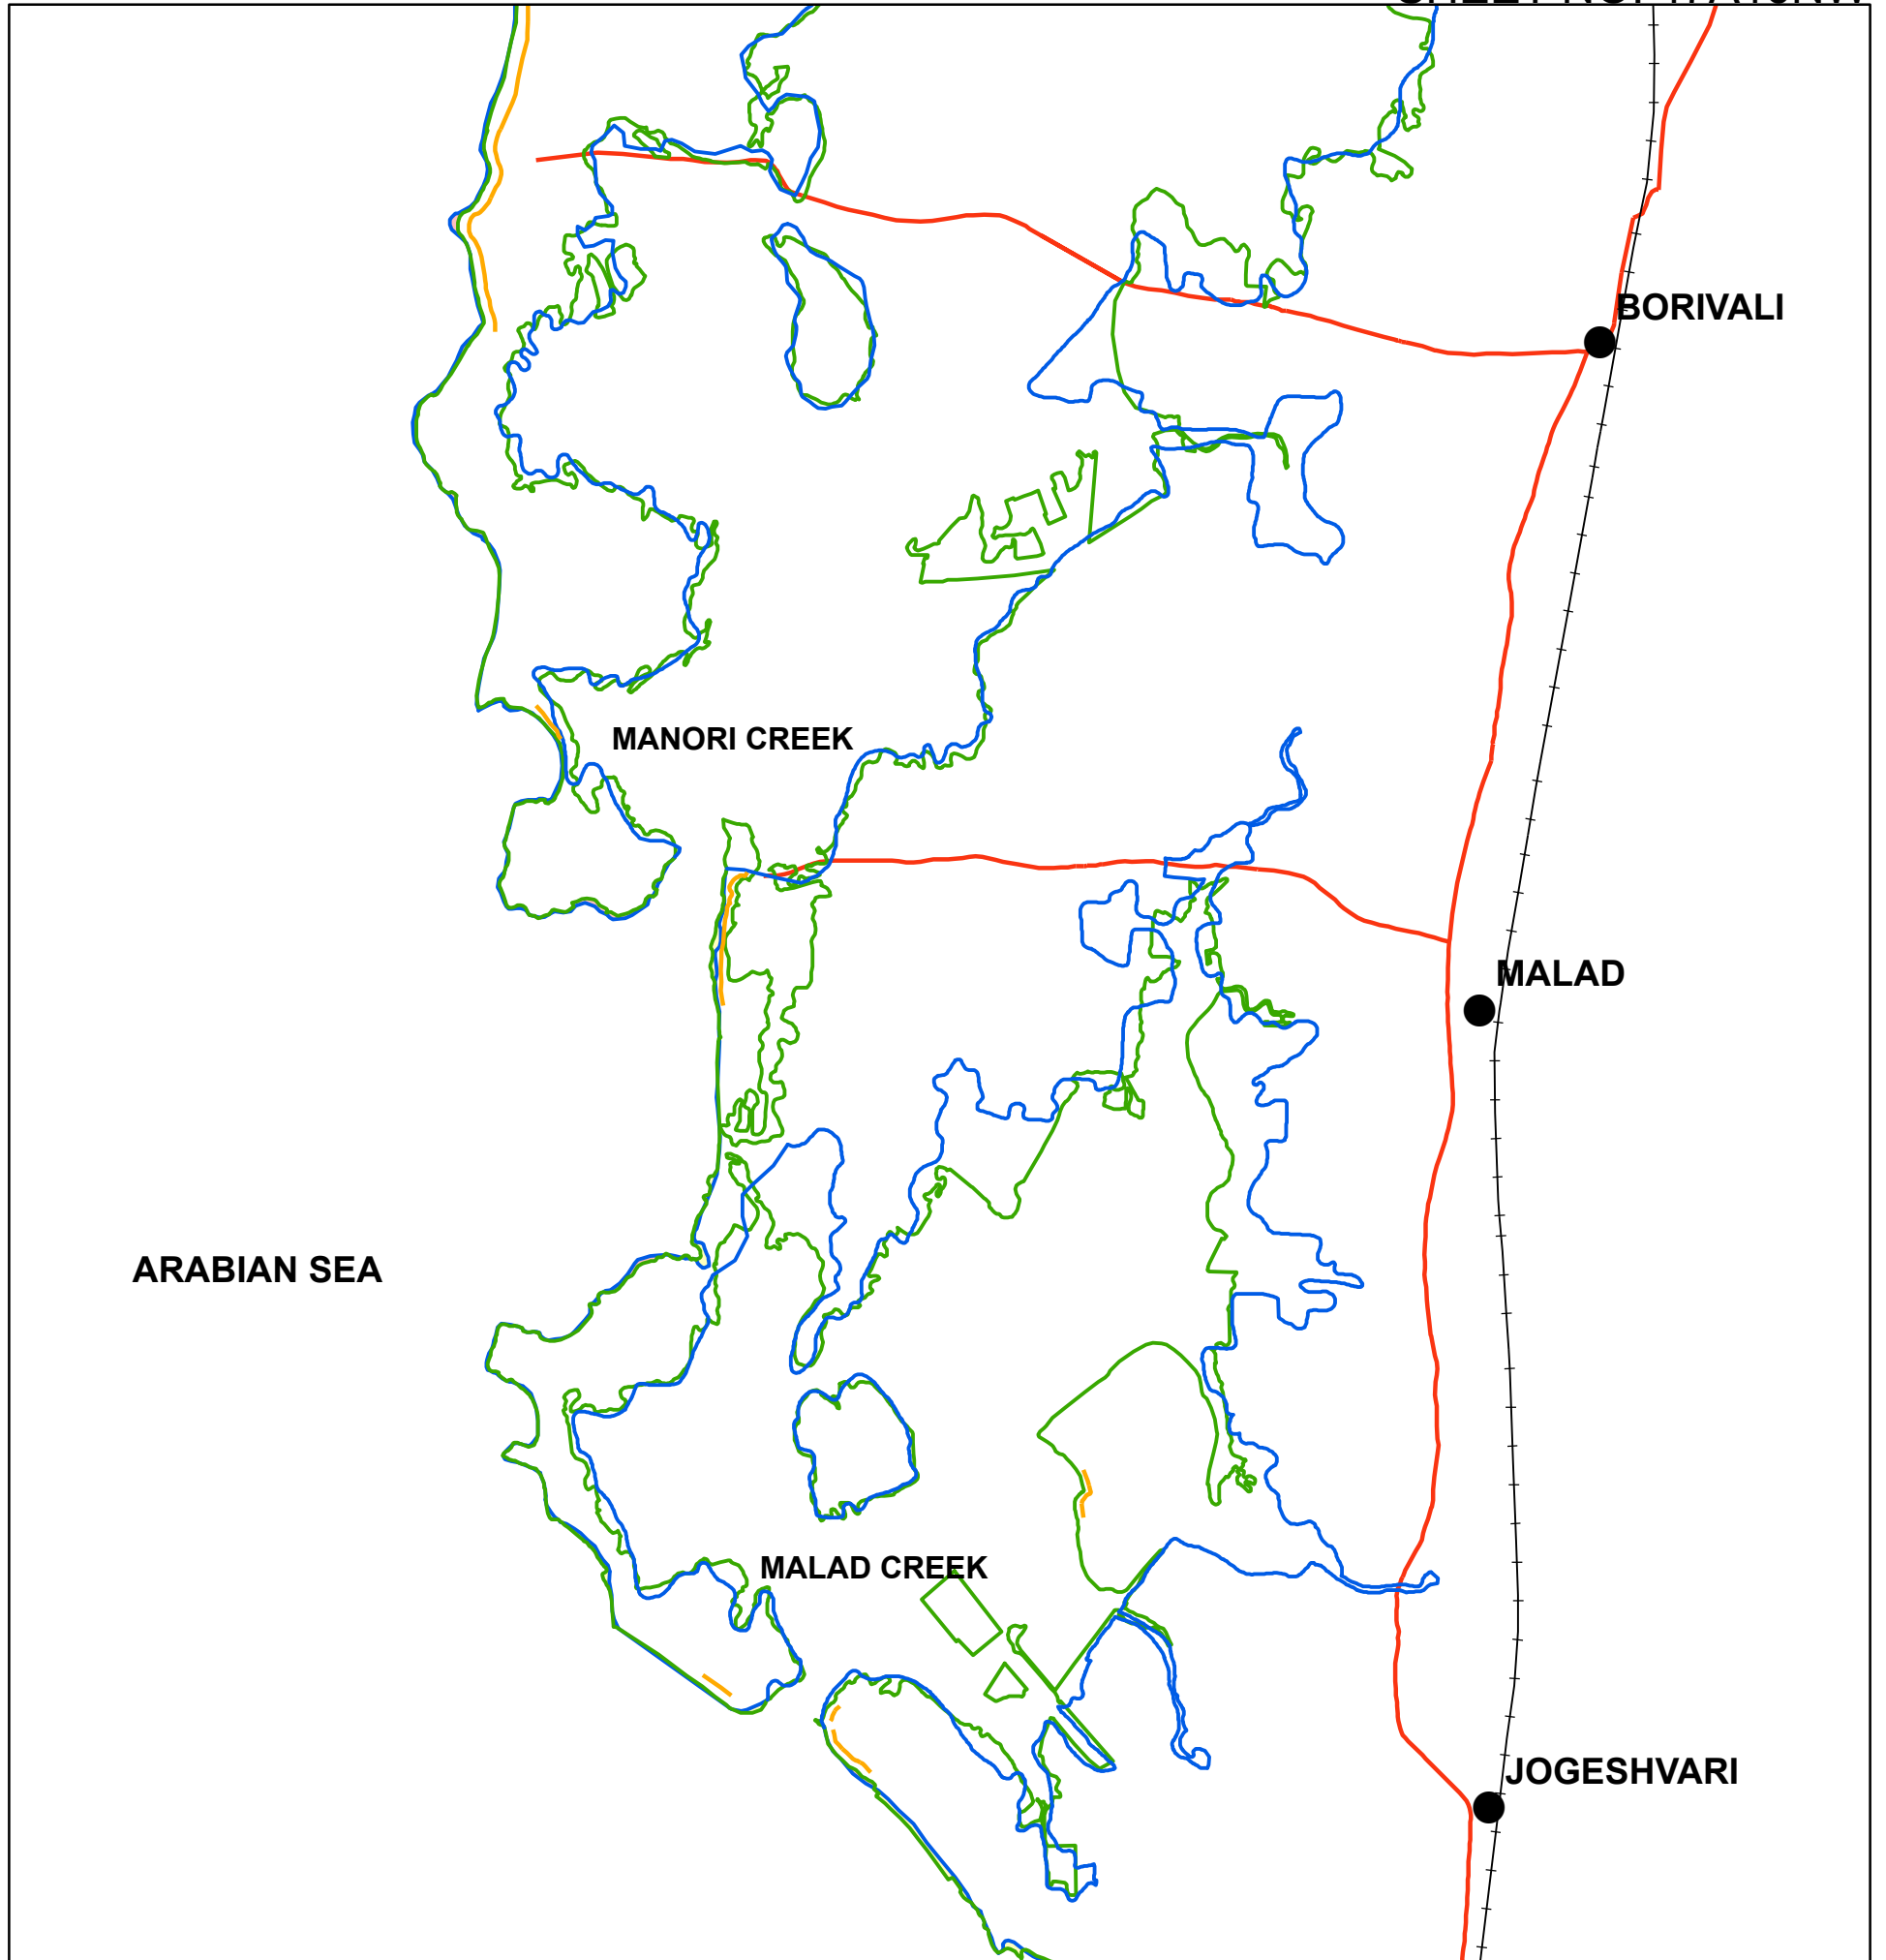 BORIVALI
MANORI CREEK
MALAD
ARABIAN SEA
MALAD CREEK
JOGESHVARI